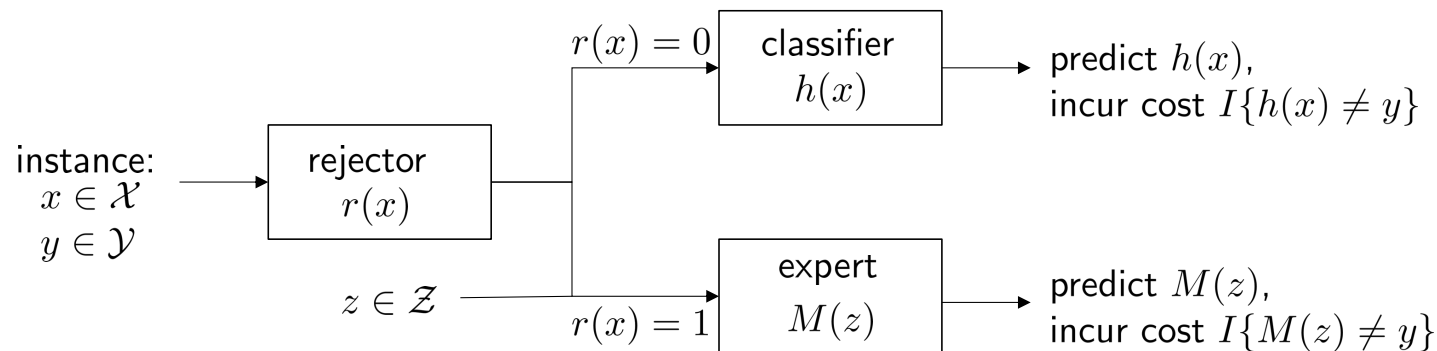 instance:
x ∈ 𝒳
y ∈ 𝒴
rejector
r(x)
r(x) = 0
classifier
h(x)
predict h(x),
incur cost I{h(x) ≠ y}
z ∈ 𝒵
r(x) = 1
expert
M(z)
predict M(z),
incur cost I{M(z) ≠ y}